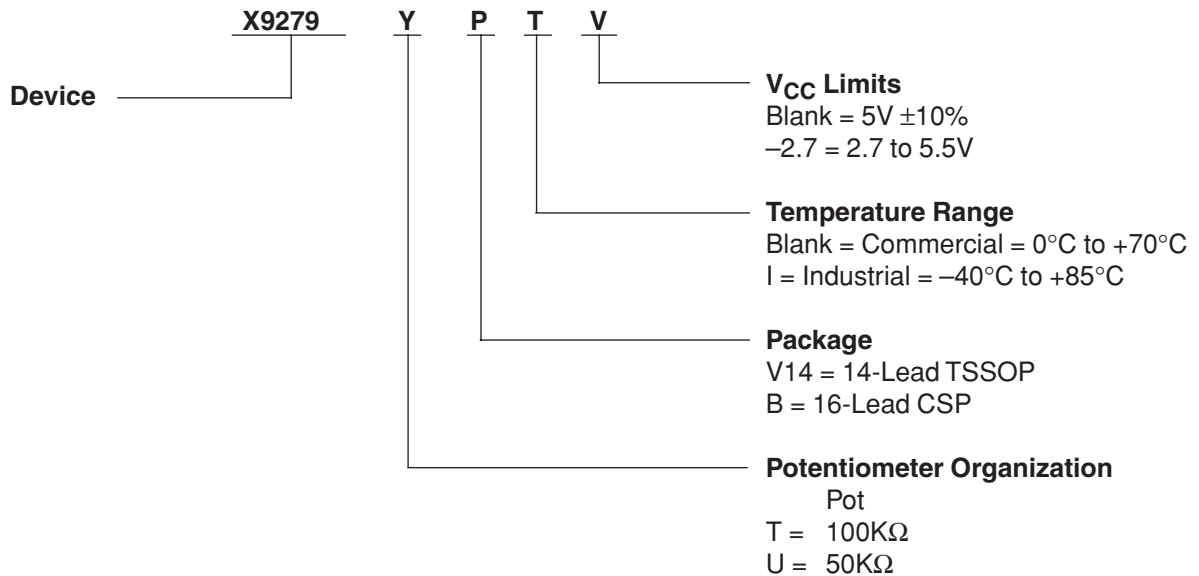 X9279 Y P T V
Device
VCC Limits
Blank = 5V ±10%
–2.7 = 2.7 to 5.5V
Temperature Range
Blank = Commercial = 0°C to +70°C
I = Industrial = –40°C to +85°C
Package
V14 = 14-Lead TSSOP
B = 16-Lead CSP
Potentiometer Organization
Pot
T = 100KΩ
U = 50KΩ